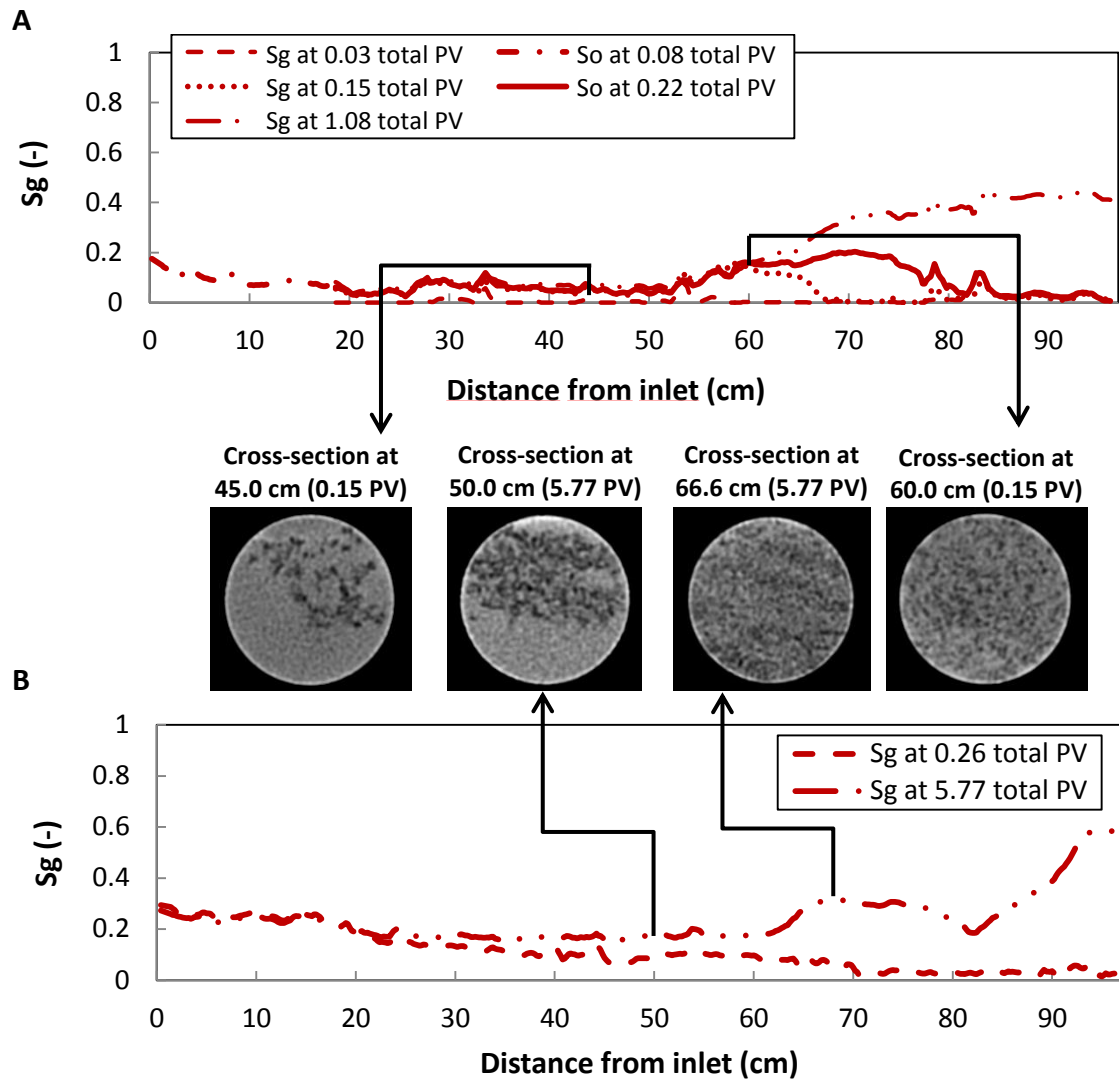 A
Sg at 0.03 total PV
So at 0.08 total PV
Sg at 0.15 total PV
So at 0.22 total PV
Sg at 1.08 total PV
1
0.8
0.6
0.4
0.2
0
Sg (-)
0 10 20 30 40 50 60 70 80 90
Distance from inlet (cm)
Cross-section at
45.0 cm (0.15 PV)
Cross-section at
50.0 cm (5.77 PV)
Cross-section at
66.6 cm (5.77 PV)
Cross-section at
60.0 cm (0.15 PV)
B
Sg at 0.26 total PV
Sg at 5.77 total PV
1
0.8
0.6
0.4
0.2
0
Sg (-)
0 10 20 30 40 50 60 70 80 90
Distance from inlet (cm)